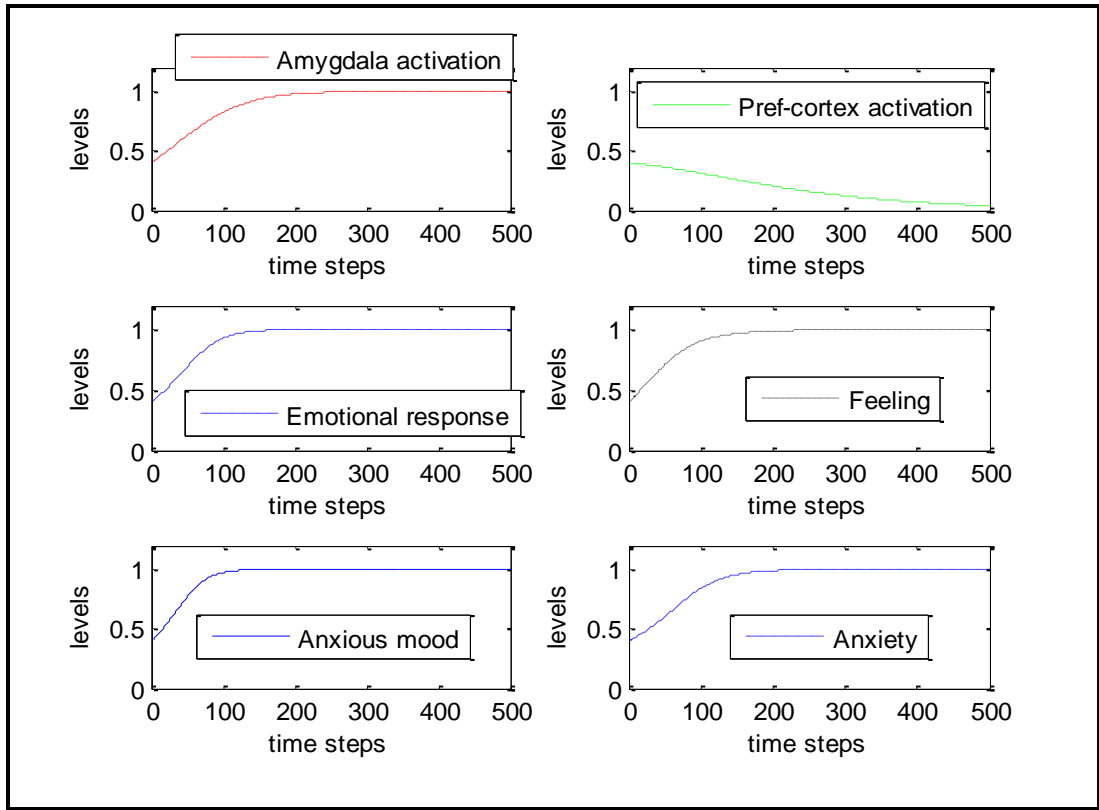 Amygdala activation
levels
1
0.5
0
0 100 200 300 400 500
time steps
Pref-cortex activation
levels
1
0.5
0
0 100 200 300 400 500
time steps
Emotional response
levels
1
0.5
0
0 100 200 300 400 500
time steps
Feeling
levels
1
0.5
0
0 100 200 300 400 500
time steps
Anxious mood
levels
1
0.5
0
0 100 200 300 400 500
time steps
Anxiety
levels
1
0.5
0
0 100 200 300 400 500
time steps